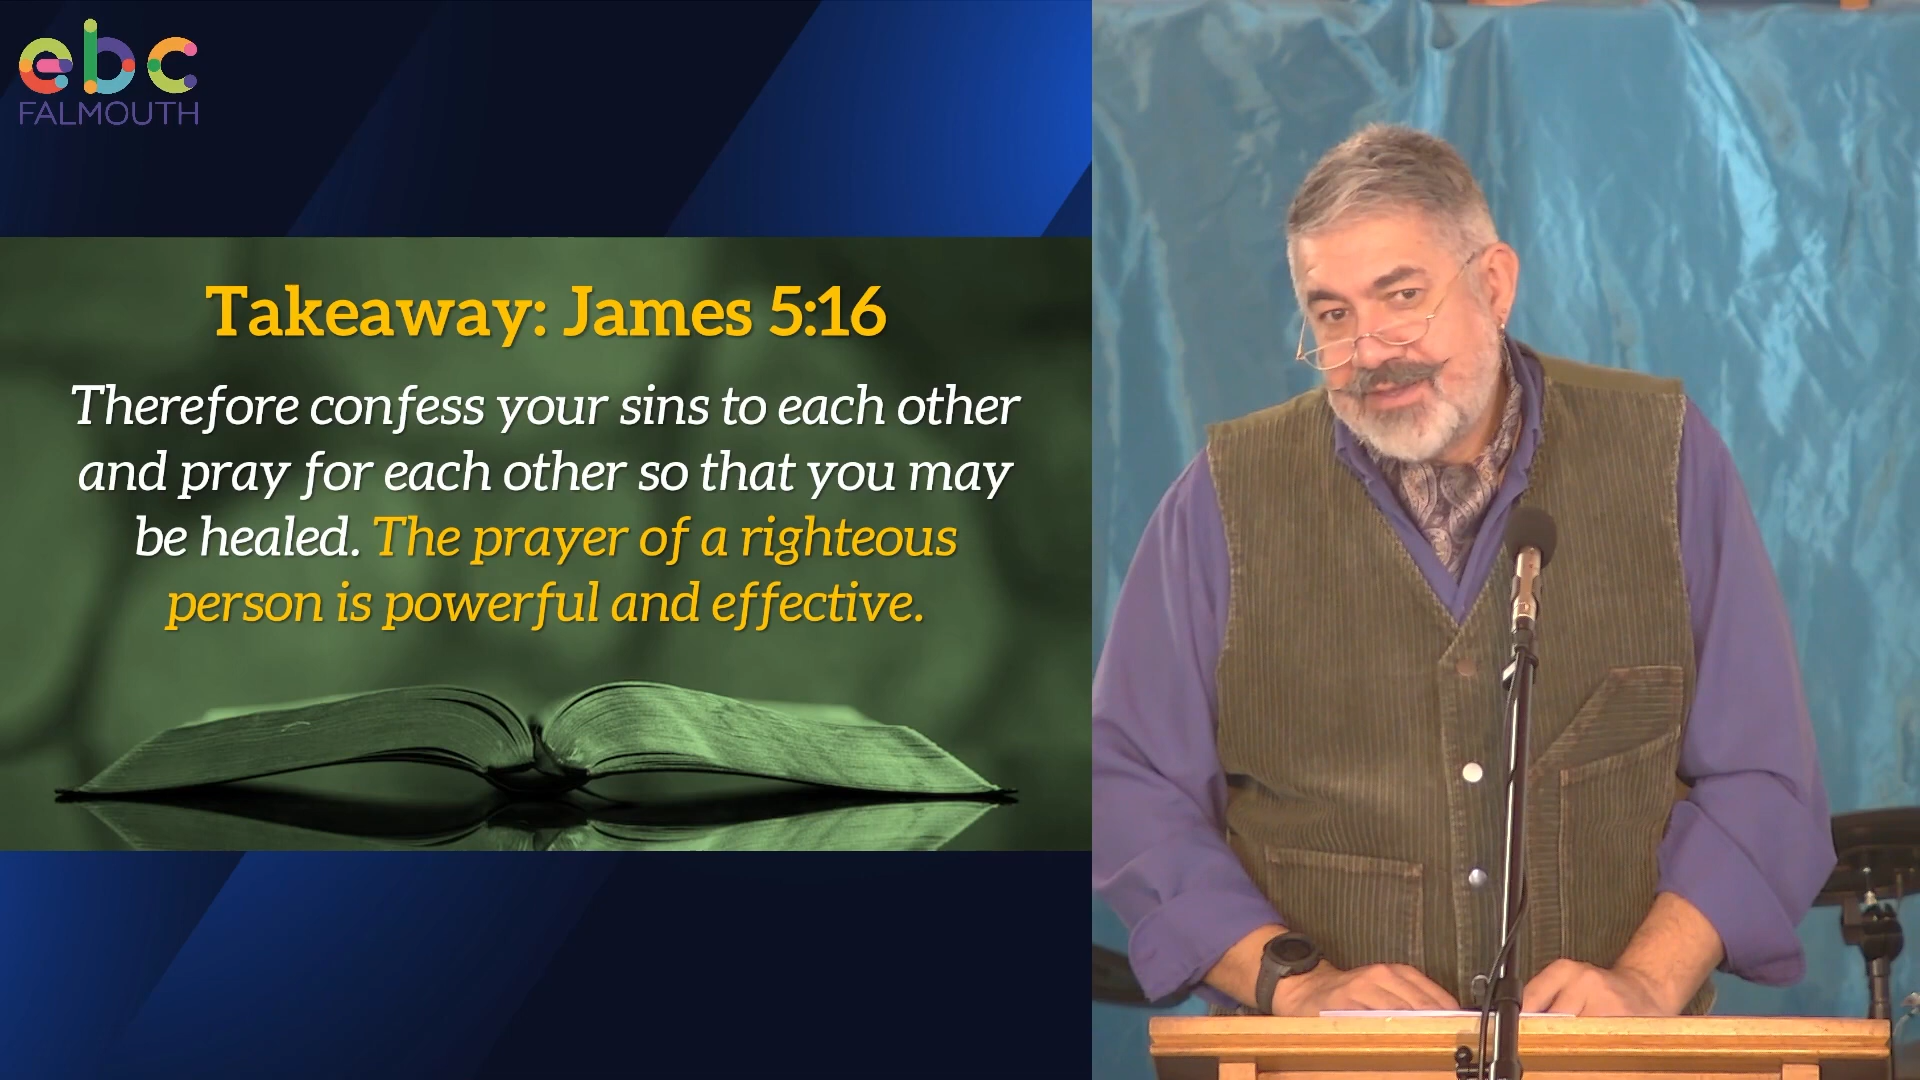 ebc
FALMOUTH
Takeaway: James 5:16
Therefore confess your sins to each other
and pray for each other so that you may
be healed. The prayer of a righteous
person is powerful and effective.